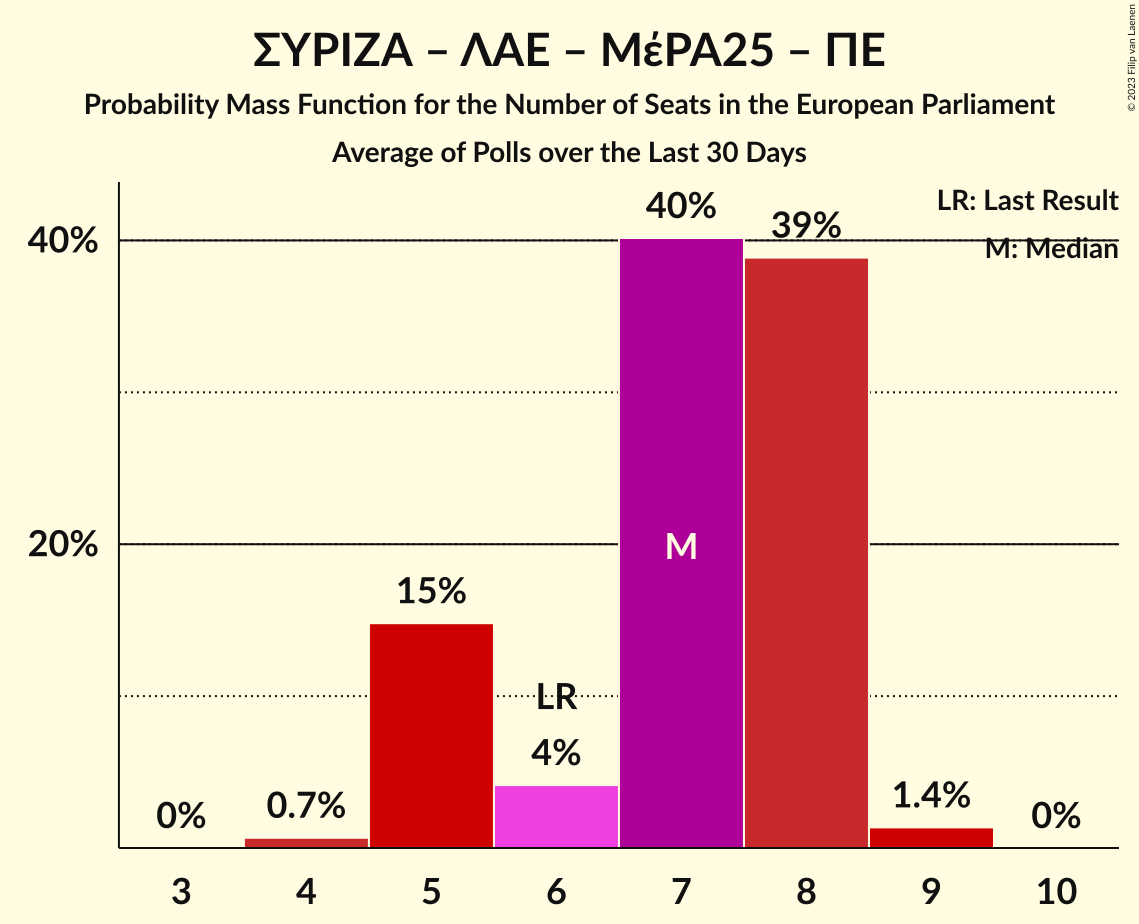 ΣΥΡΙΖΑ – ΛΑΕ – ΜέΡΑ25 – ΠΕ
Probability Mass Function for the Number of Seats in the European Parliament
Average of Polls over the Last 30 Days
© 2023 Filip van Laenen
LR: Last Result
M: Median
40%
20%
0%
0.7%
15%
LR
4%
40%
M
39%
1.4%
0%
3 4 5 6 7 8 9 10